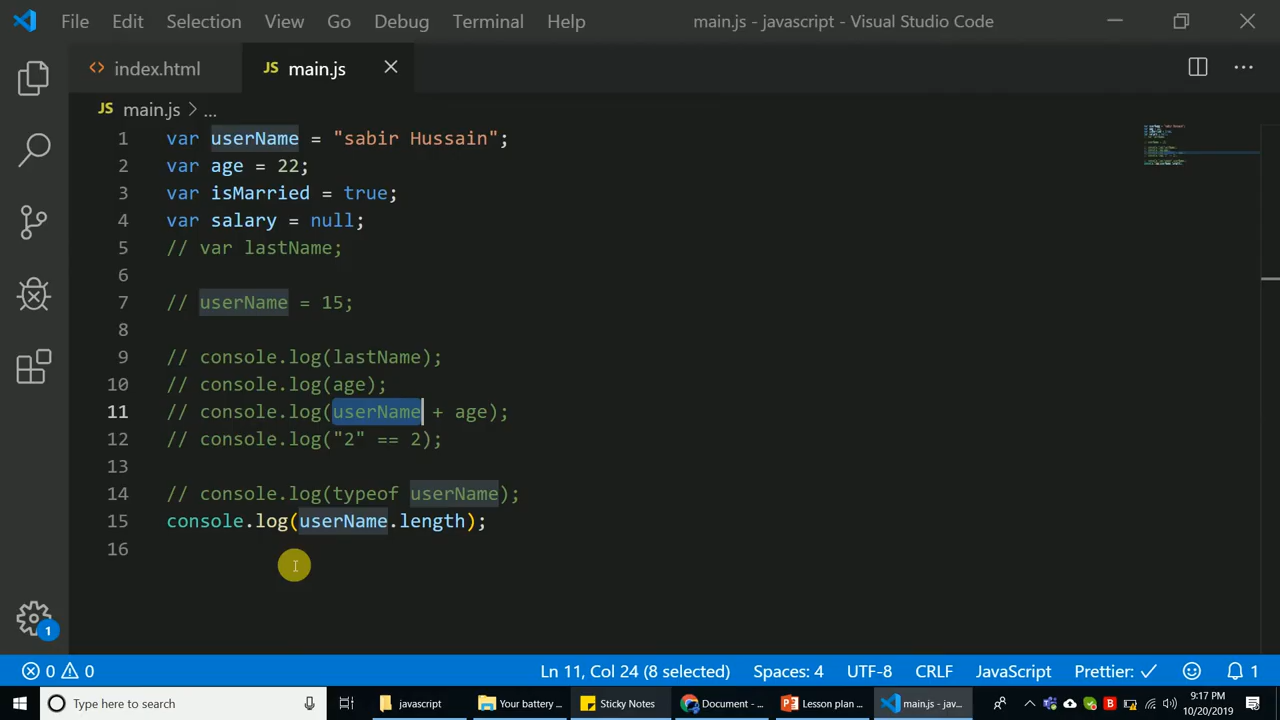 File Edit Selection View Go Debug Terminal Help main.js - javascript - Visual Studio Code
index.html JS main.js
JS main.js > ...
1 var userName = "sabir Hussain";
2 var age = 22;
3 var isMarried = true;
4 var salary = null;
5 // var lastName;
6
7 // userName = 15;
8
9 // console.log(lastName);
10 // console.log(age);
11 // console.log(userName + age);
12 // console.log("2" == 2);
13
14 // console.log(typeof userName);
15 console.log(userName.length);
16
1
0 0 Ln 11, Col 24 (8 selected) Spaces: 4 UTF-8 CRLF JavaScript Prettier: ✓ 1
Type here to search javascript Your battery ... Sticky Notes Document - ... Lesson plan ... main.js - jav... 9:17 PM
10/20/2019